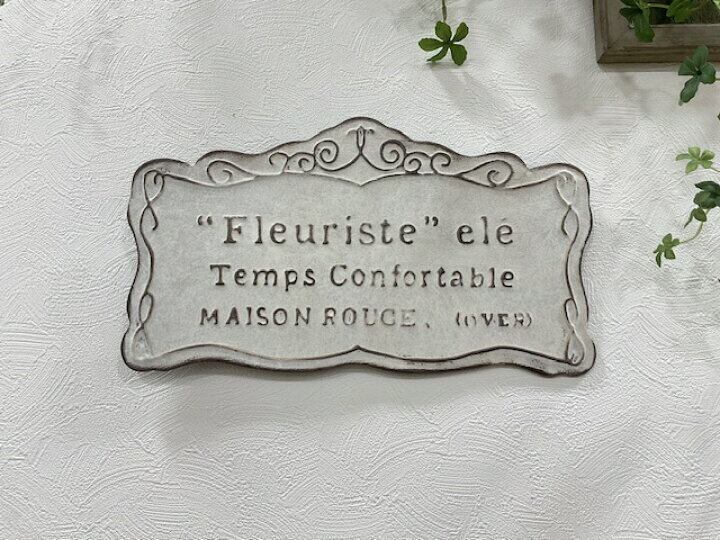 “Fleuriste” elé
Temps Confortable
MAISON ROUGE. (OVER)